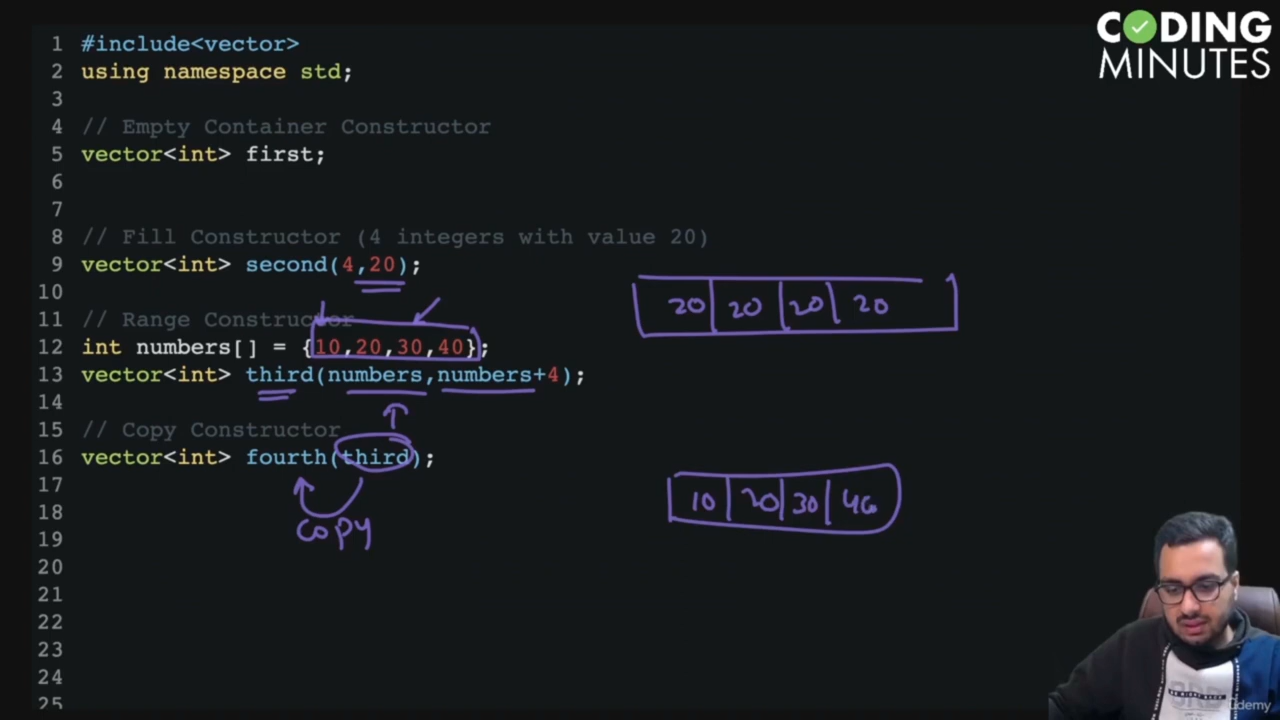 CODING
MINUTES
1 #include<vector>
2 using namespace std;
3
4 // Empty Container Constructor
5 vector<int> first;
6
7
8 // Fill Constructor (4 integers with value 20)
9 vector<int> second(4,20);
10
11 // Range Constructor
20 20 20 20
12 int numbers[] = {10,20,30,40};
13 vector<int> third(numbers,numbers+4);
14
15 // Copy Constructor
16 vector<int> fourth(third);
17
10 20 30 40
18
copy
19
20
21
22
23
24
25
Udemy